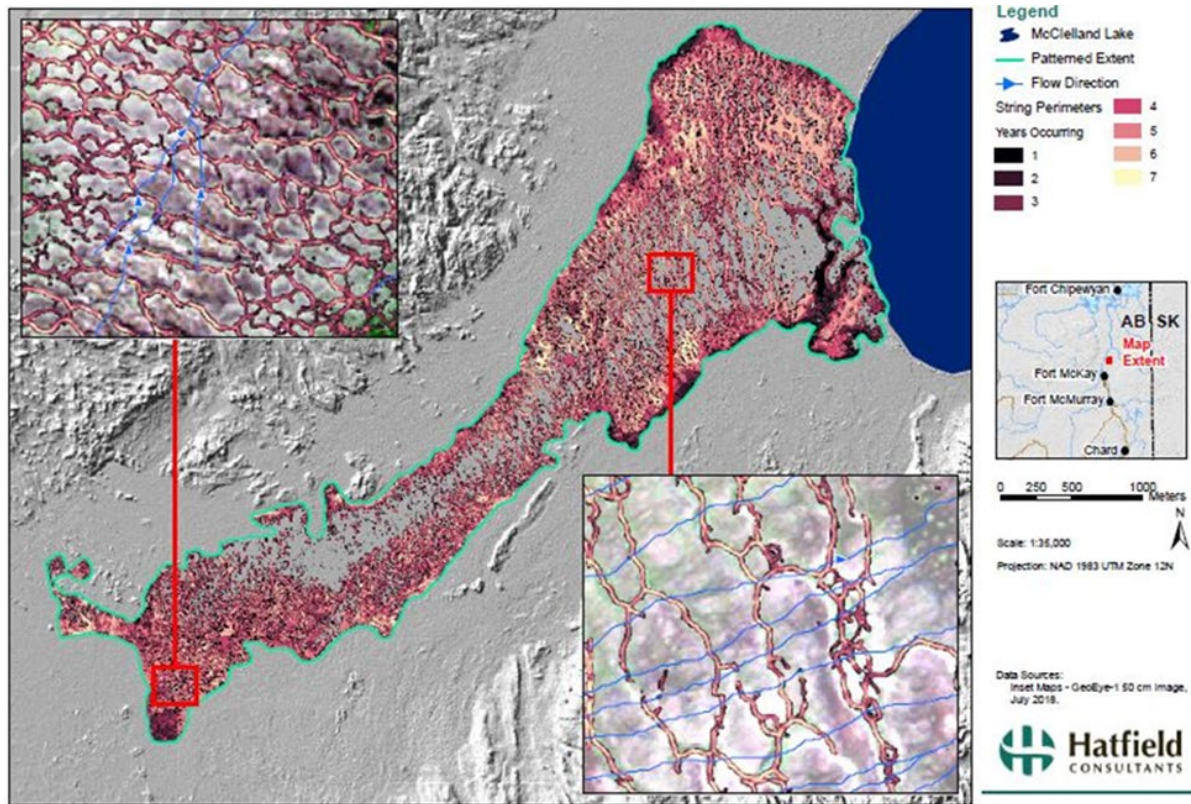 Legend
McClelland Lake
Patterned Extent
Flow Direction
String Perimeters
Years Occurring
1
2
3
4
5
6
7
Fort Chipewyan
AB SK
Map
Extent
Fort McKay
Fort McMurray
Chard
0 250 500 1000
Meters
N
Scale: 1:35,000
Projection: NAD 1983 UTM Zone 12N
Data Sources:
Inset Maps - GeoEye-1 50 cm Image,
July 2018.
Hatfield
CONSULTANTS